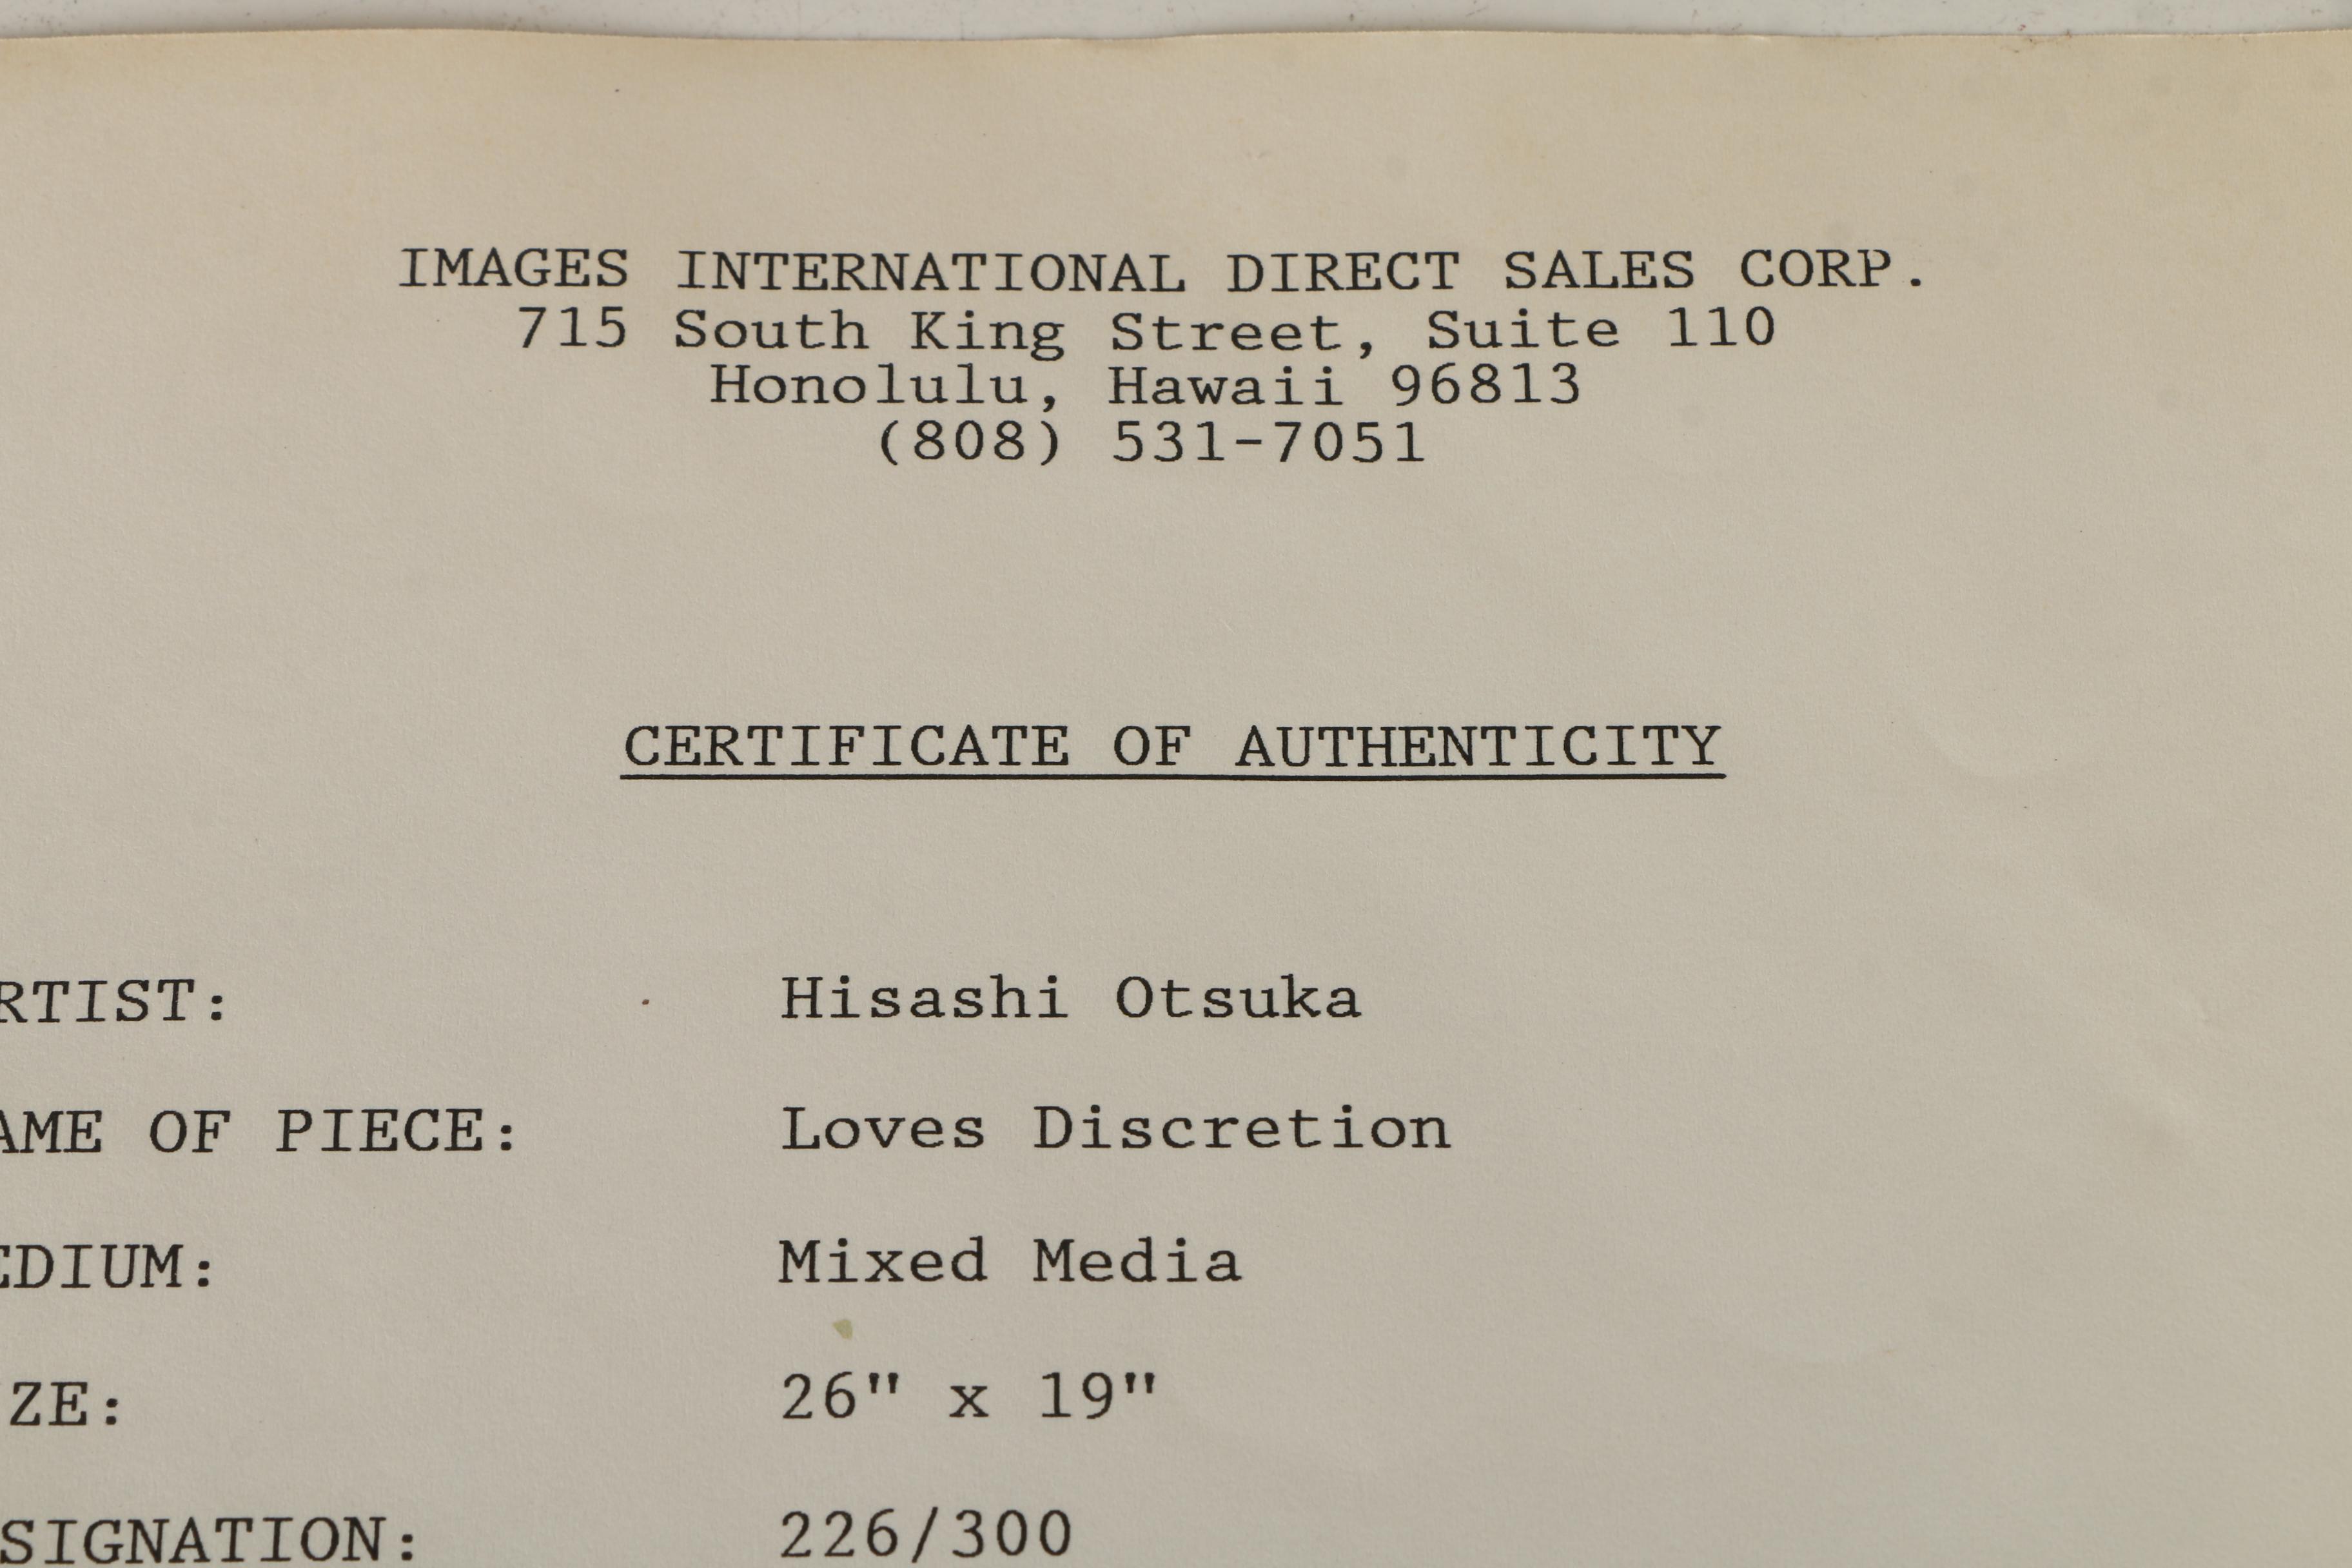 IMAGES INTERNATIONAL DIRECT SALES CORP.
715 South King Street, Suite 110
Honolulu, Hawaii 96813
(808) 531-7051
CERTIFICATE OF AUTHENTICITY
RTIST: Hisashi Otsuka
AME OF PIECE: Loves Discretion
EDIUM: Mixed Media
ZE: 26" x 19"
SIGNATION: 226/300